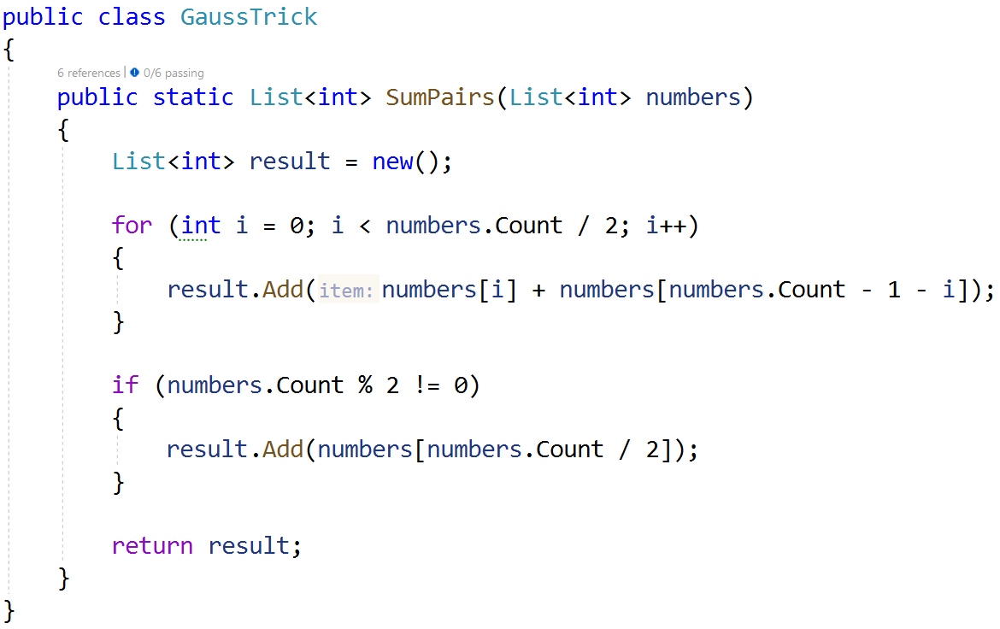 public class GaussTrick
{
6 references | 0/6 passing
public static List<int> SumPairs(List<int> numbers)
{
List<int> result = new();
for (int i = 0; i < numbers.Count / 2; i++)
{
result.Add(item: numbers[i] + numbers[numbers.Count - 1 - i]);
}
if (numbers.Count % 2 != 0)
{
result.Add(numbers[numbers.Count / 2]);
}
return result;
}
}